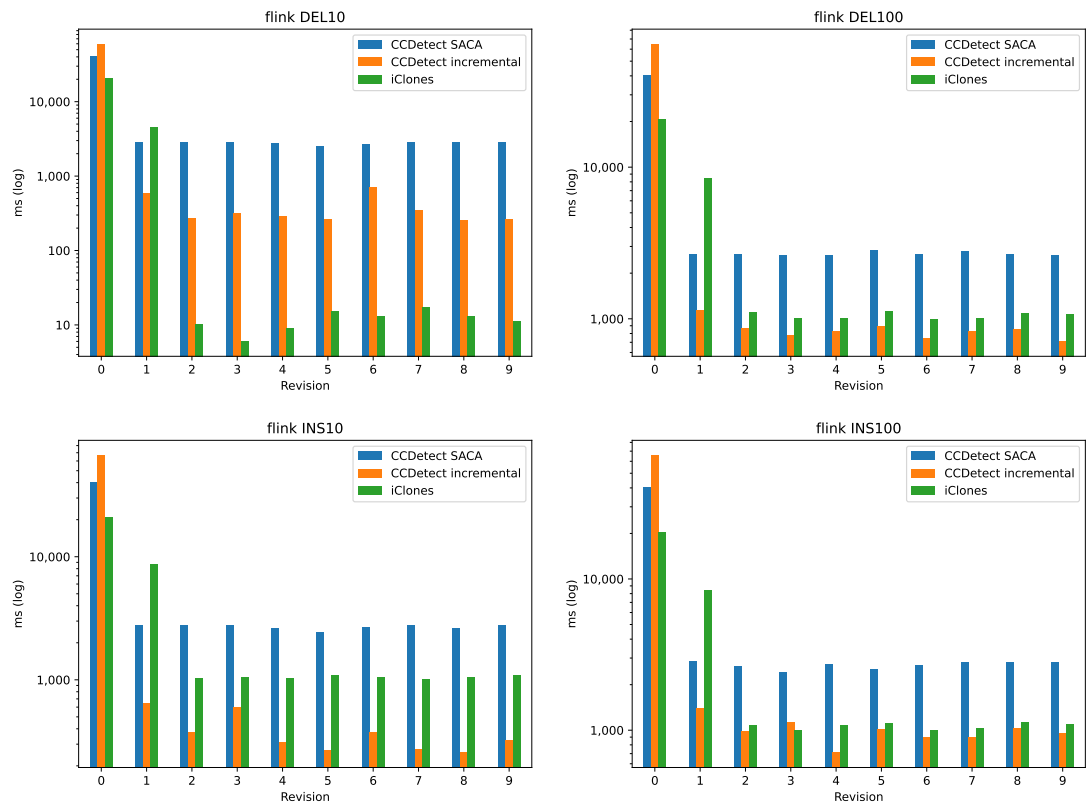 flink DEL10
CCDetect SACA
CCDetect incremental
iClones
10,000
1,000
100
10
ms (log)
0 1 2 3 4 5 6 7 8 9
Revision
flink DEL100
CCDetect SACA
CCDetect incremental
iClones
10,000
1,000
ms (log)
0 1 2 3 4 5 6 7 8 9
Revision
flink INS10
CCDetect SACA
CCDetect incremental
iClones
10,000
1,000
ms (log)
0 1 2 3 4 5 6 7 8 9
Revision
flink INS100
CCDetect SACA
CCDetect incremental
iClones
10,000
1,000
ms (log)
0 1 2 3 4 5 6 7 8 9
Revision